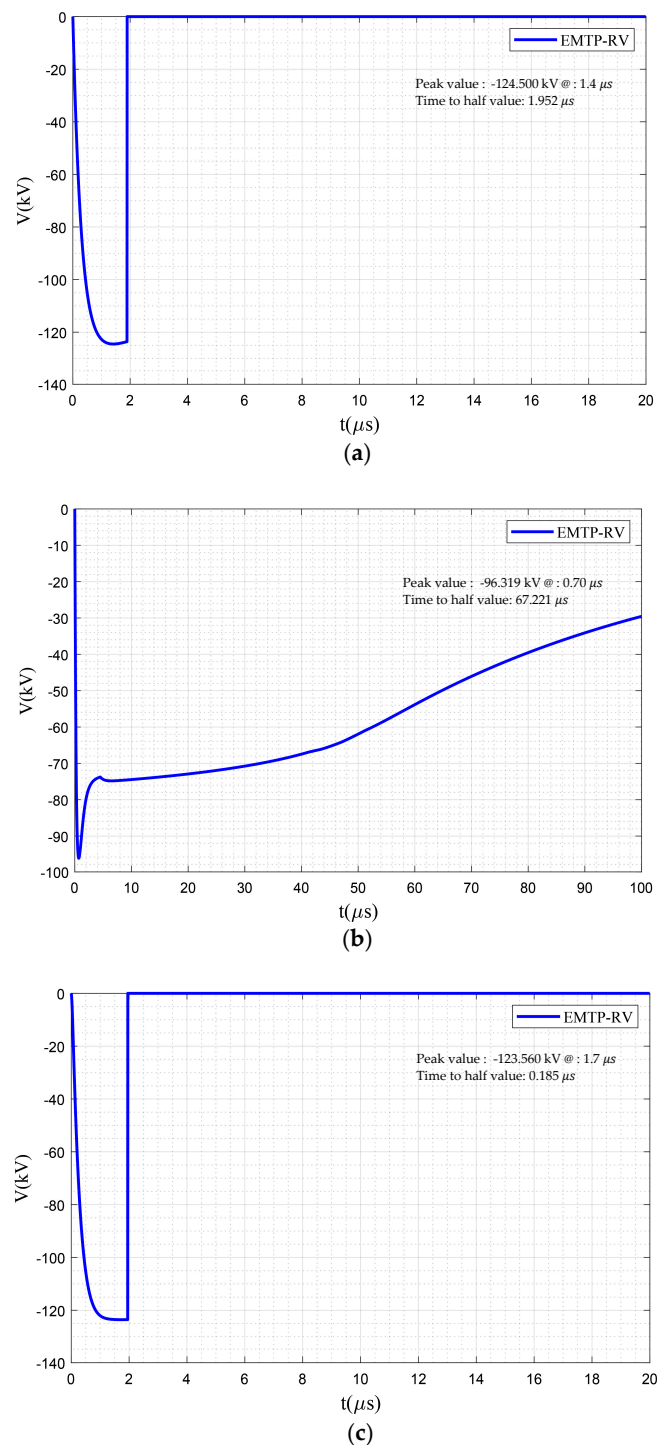 0
-20
-40
-60
-80
-100
-120
-140
V(kV)
EMTP-RV
Peak value : -124.500 kV @ : 1.4 μs
Time to half value: 1.952 μs
0 2 4 6 8 10 12 14 16 18 20
t(μs)
(a)
0
-10
-20
-30
-40
-50
-60
-70
-80
-90
-100
V(kV)
EMTP-RV
Peak value : -96.319 kV @ : 0.70 μs
Time to half value: 67.221 μs
0 10 20 30 40 50 60 70 80 90 100
t(μs)
(b)
0
-20
-40
-60
-80
-100
-120
-140
V(kV)
EMTP-RV
Peak value : -123.560 kV @ : 1.7 μs
Time to half value: 0.185 μs
0 2 4 6 8 10 12 14 16 18 20
t(μs)
(c)